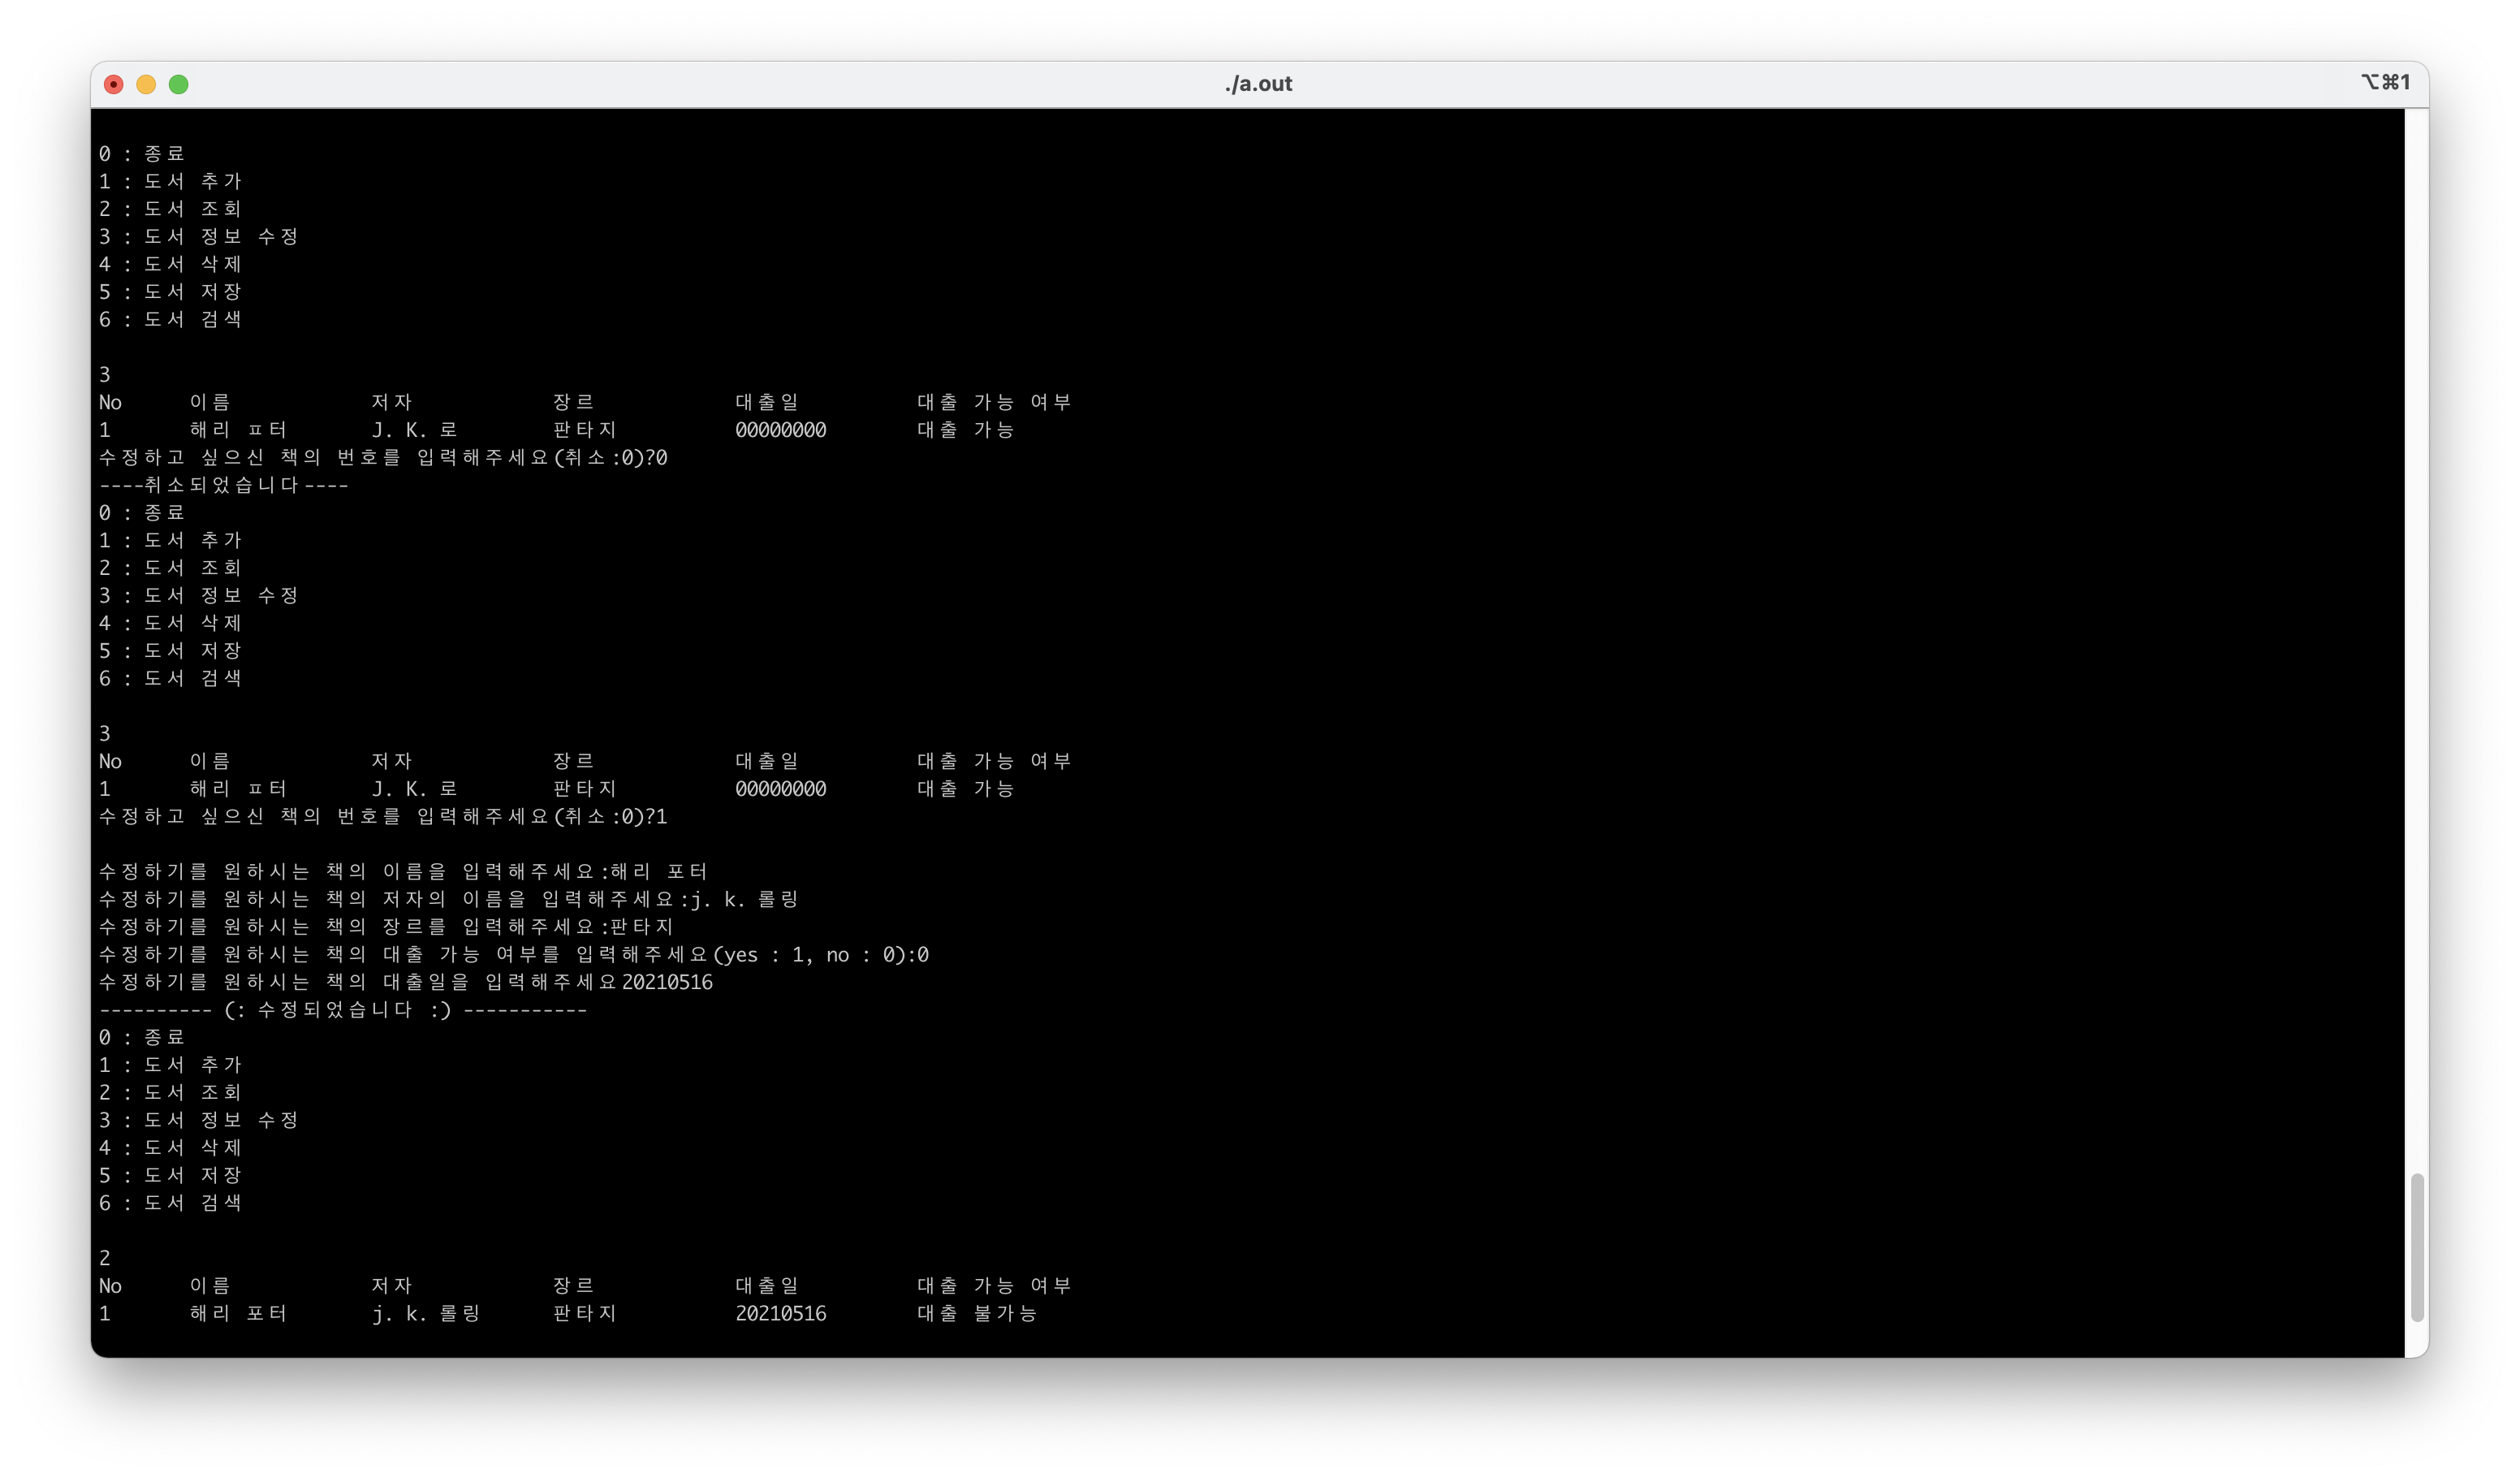 ./a.out
⌥⌘1
0 : 종료
1 : 도서 추가
2 : 도서 조회
3 : 도서 정보 수정
4 : 도서 삭제
5 : 도서 저장
6 : 도서 검색
3
No 이름 저자 장르 대출일 대출 가능 여부
1 해리 ㅍ터 J. K. 로 판타지 00000000 대출 가능
수정하고 싶으신 책의 번호를 입력해주세요(취소:0)?0
----취소되었습니다----
0 : 종료
1 : 도서 추가
2 : 도서 조회
3 : 도서 정보 수정
4 : 도서 삭제
5 : 도서 저장
6 : 도서 검색
3
No 이름 저자 장르 대출일 대출 가능 여부
1 해리 ㅍ터 J. K. 로 판타지 00000000 대출 가능
수정하고 싶으신 책의 번호를 입력해주세요(취소:0)?1
수정하기를 원하시는 책의 이름을 입력해주세요:해리 포터
수정하기를 원하시는 책의 저자의 이름을 입력해주세요:j. k. 롤링
수정하기를 원하시는 책의 장르를 입력해주세요:판타지
수정하기를 원하시는 책의 대출 가능 여부를 입력해주세요(yes : 1, no : 0):0
수정하기를 원하시는 책의 대출일을 입력해주세요20210516
---------- (: 수정되었습니다 :) -----------
0 : 종료
1 : 도서 추가
2 : 도서 조회
3 : 도서 정보 수정
4 : 도서 삭제
5 : 도서 저장
6 : 도서 검색
2
No 이름 저자 장르 대출일 대출 가능 여부
1 해리 포터 j. k. 롤링 판타지 20210516 대출 불가능